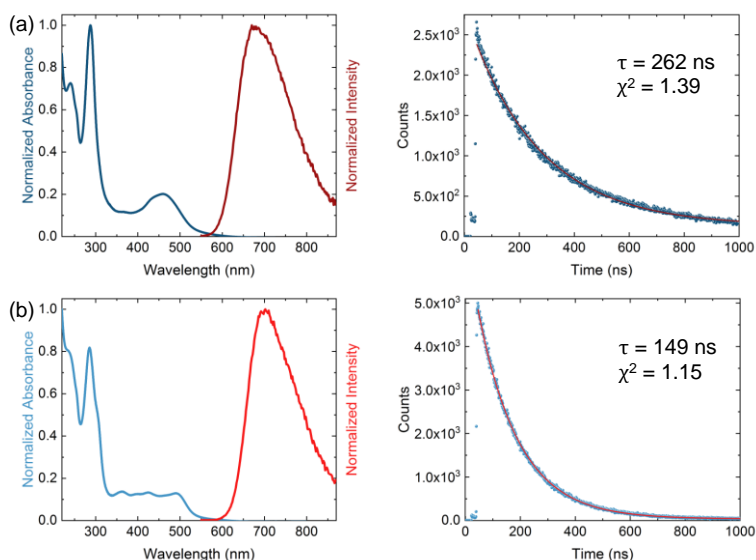 (a)
Normalized Absorbance
1.0
0.8
0.6
0.4
0.2
0.0
300 400 500 600 700 800
Wavelength (nm)
Normalized Intensity
Counts
2.5x10³
2.0x10³
1.5x10³
1.0x10³
5.0x10²
0.0
0 200 400 600 800 1000
Time (ns)
τ = 262 ns
χ² = 1.39
(b)
Normalized Absorbance
1.0
0.8
0.6
0.4
0.2
0.0
300 400 500 600 700 800
Wavelength (nm)
Normalized Intensity
Counts
5.0x10³
4.0x10³
3.0x10³
2.0x10³
1.0x10³
0.0
0 200 400 600 800 1000
Time (ns)
τ = 149 ns
χ² = 1.15